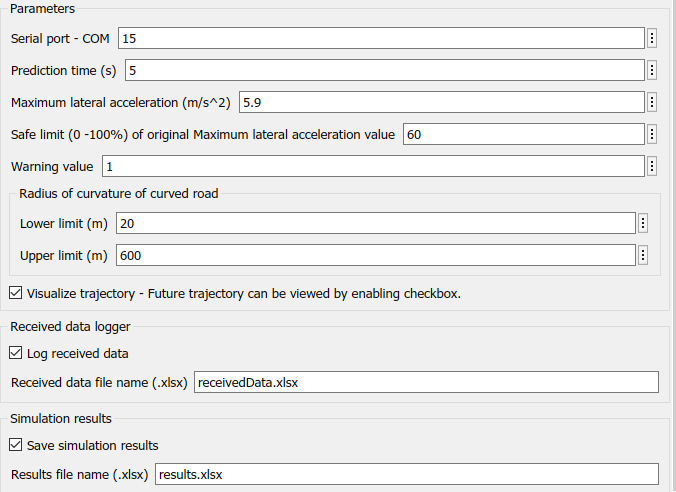 Parameters
Serial port - COM 15
Prediction time (s) 5
Maximum lateral acceleration (m/s^2) 5.9
Safe limit (0 -100%) of original Maximum lateral acceleration value 60
Warning value 1
Radius of curvature of curved road
Lower limit (m) 20
Upper limit (m) 600
Visualize trajectory - Future trajectory can be viewed by enabling checkbox.
Received data logger
Log received data
Received data file name (.xlsx) receivedData.xlsx
Simulation results
Save simulation results
Results file name (.xlsx) results.xlsx